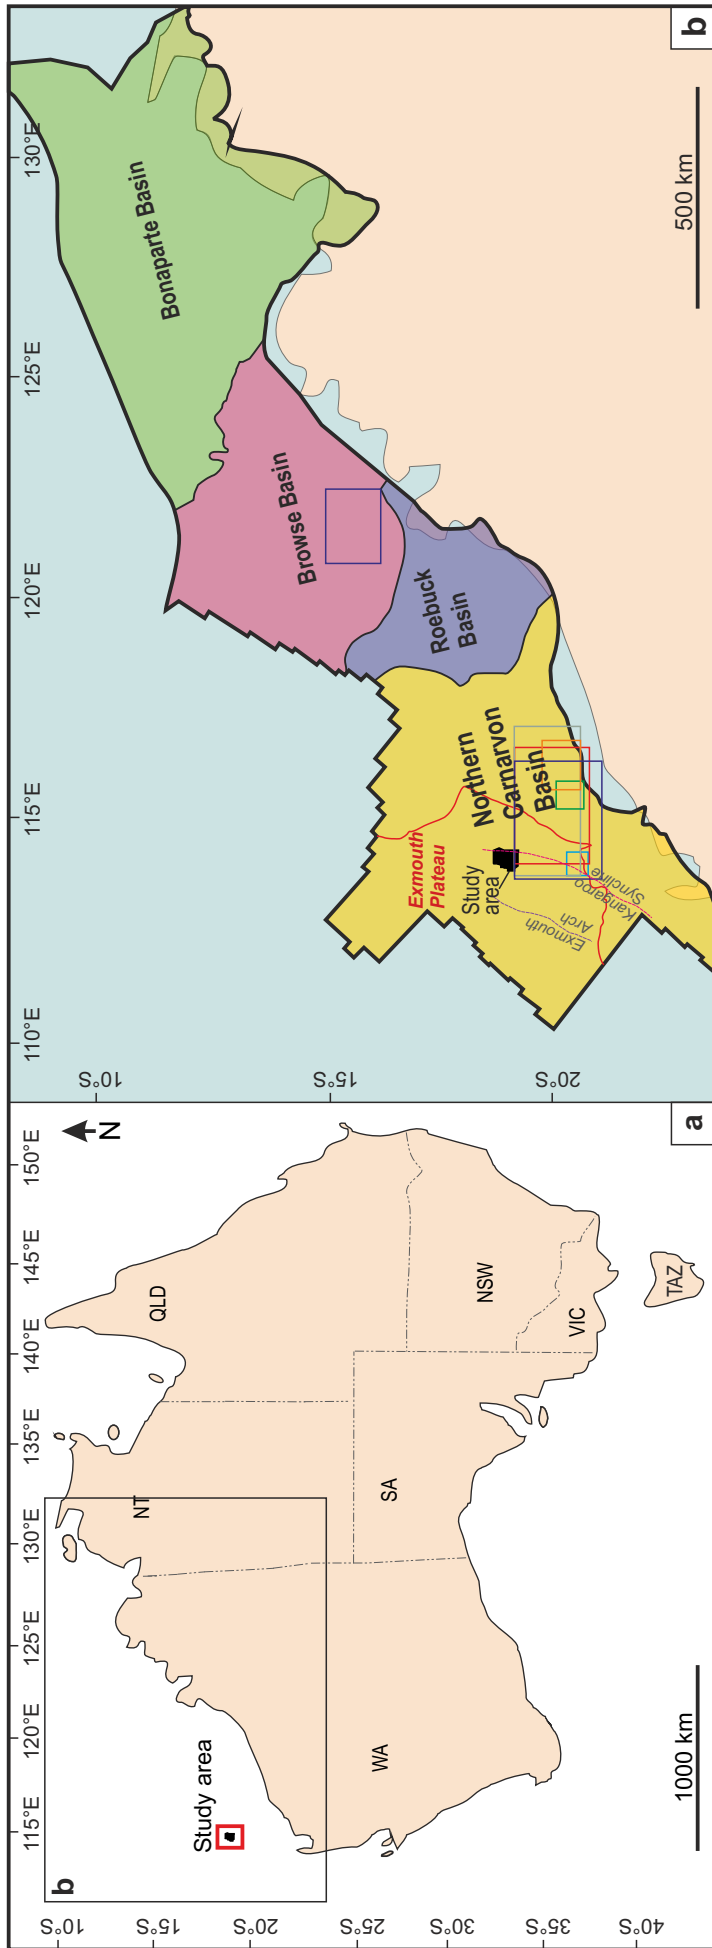 115°E
120°E
125°E
130°E
135°E
140°E
145°E
150°E
10°S
15°S
20°S
25°S
30°S
35°S
40°S
b
N
Study area
NT
QLD
WA
SA
NSW
VIC
TAZ
1000 km
a
110°E
115°E
120°E
125°E
130°E
10°S
15°S
20°S
Bonaparte Basin
Browse Basin
Roebuck
Basin
Northern
Carnarvon
Basin
Exmouth
Plateau
Study
area
Exmouth
Arch
Kangaroo
Syncline
500 km
b